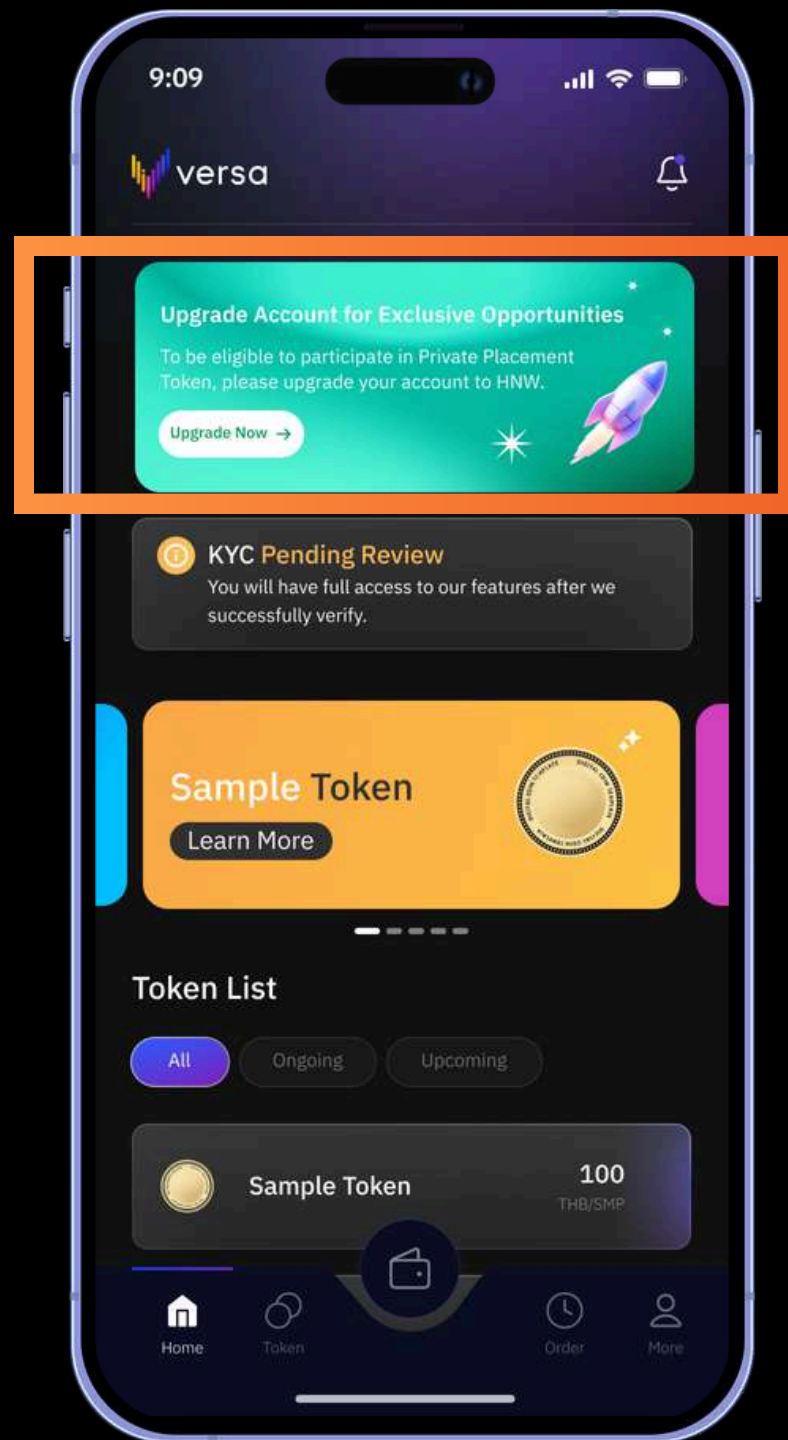 9:09
versa
Upgrade Account for Exclusive Opportunities
To be eligible to participate in Private Placement
Token, please upgrade your account to HNW.
Upgrade Now →
KYC Pending Review
You will have full access to our features after we
successfully verify.
Sample Token
Learn More
Token List
All Ongoing Upcoming
Sample Token 100
THB/SMP
Home Token Order More